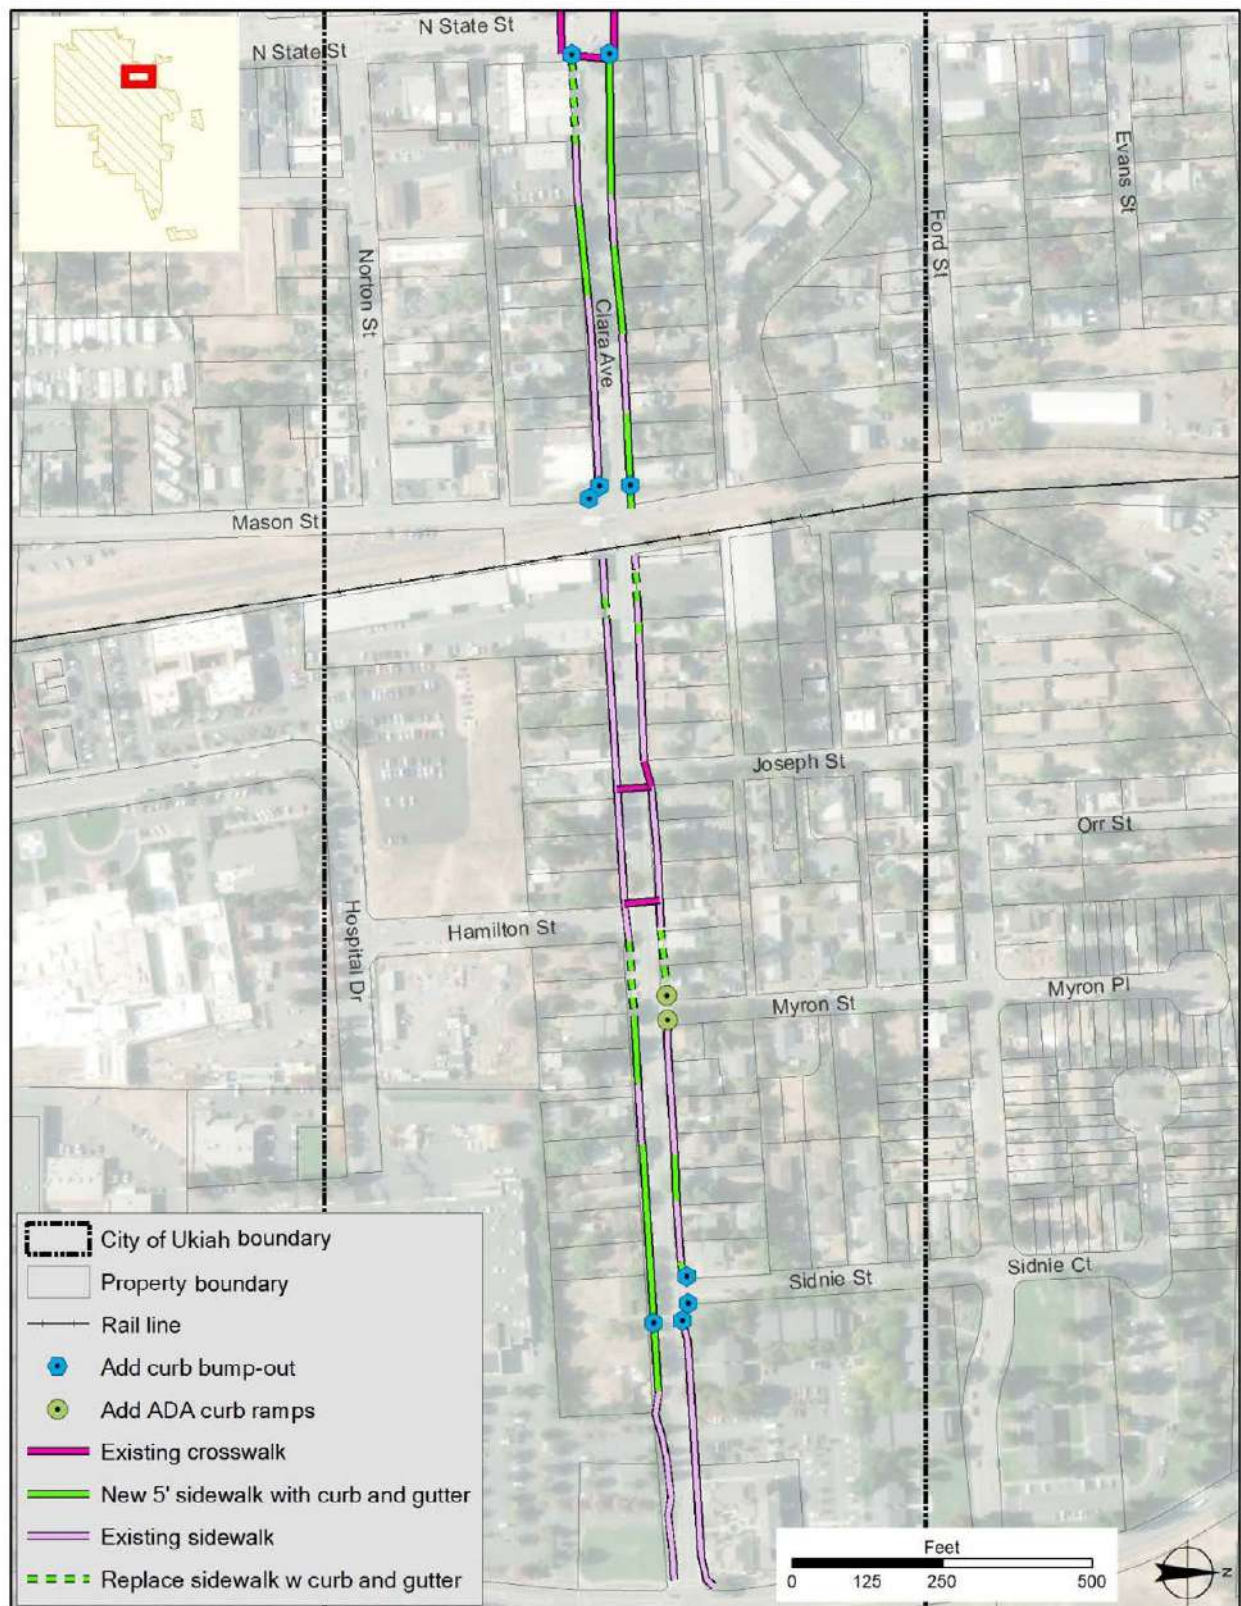 N State St
N State St
Evans St
Ford St
Norton St
Clara Ave
Mason St
Joseph St
Orr St
Hospital Dr
Hamilton St
Myron St
Myron Pl
Sidnie St
Sidnie Ct
City of Ukiah boundary
Property boundary
Rail line
Add curb bump-out
Add ADA curb ramps
Existing crosswalk
New 5' sidewalk with curb and gutter
Existing sidewalk
Replace sidewalk w curb and gutter
Feet
0 125 250 500
N